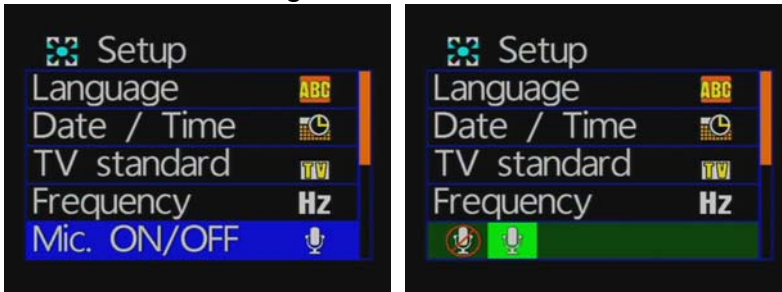 Setup
Language ABC
Date / Time
TV standard TV
Frequency Hz
Mic. ON/OFF
Setup
Language ABC
Date / Time
TV standard TV
Frequency Hz